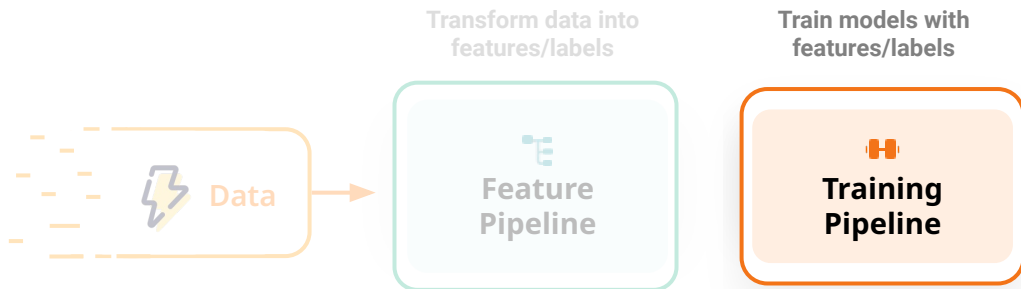 Transform data into
features/labels
Train models with
features/labels
Data
Feature
Pipeline
Training
Pipeline